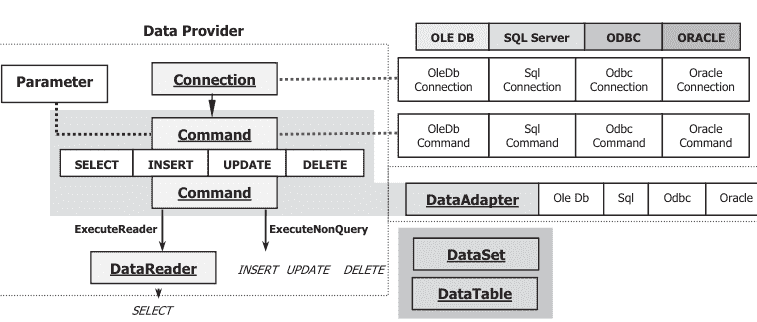 Data Provider
OLE DB SQL Server ODBC ORACLE
Parameter
Connection
OleDb Connection
Sql Connection
Odbc Connection
Oracle Connection
Command
OleDb Command
Sql Command
Odbc Command
Oracle Command
SELECT INSERT UPDATE DELETE
Command
DataAdapter Ole Db Sql Odbc Oracle
ExecuteReader ExecuteNonQuery
DataReader
INSERT UPDATE DELETE
SELECT
DataSet
DataTable